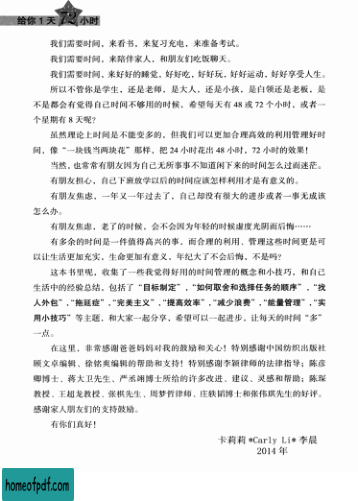 给你1天72小时
我们需要时间，来看书，来复习充电，来准备考试。
我们需要时间，来陪伴家人，和朋友们吃饭聊天。
我们需要时间，来好好的睡觉，好好吃，好好玩，好好运动，好好享受人生。
所以不管你是学生，还是老师，是大人，还是小孩，是白领还是老板，是
不是都会有觉得自己时间不够用的时候，希望每天有 48 或 72 个小时，或者一
个星期有 8 天呢?
虽然理论上时间是不能变多的，但我们可以更加合理高效的利用管理好时
间，像“一块钱当两块花”那样，把 24 小时花出 48 小时，72 小时的效果！
当然，也常常有朋友因为自己无所事事不知道闲下来的时间怎么过而迷茫。
有朋友担心，自己下班放学以后的时间应该怎样利用才是有意义的。
有朋友焦虑，一年又一年过去了，自己却没有很大的进步或者一事无成该
怎么办。
有朋友焦虑，老了的时候，会不会因为年轻的时候虚度光阴而后悔……
有多余的时间是一件值得高兴的事，而合理的利用、管理这些时间更是可
以让生活更加充实，生命更加有意义，年纪大了不会后悔，不是吗?
这本书里呢，收集了一些我觉得好用的时间管理的概念和小技巧，和自己
生活中的经验总结，包括了“目标制定”，“如何取舍和选择任务的顺序”，“找
人外包”，“拖延症”，“完美主义”，“提高效率”，“减少浪费”，“能量管理”，“实
用小技巧”等主题，和大家一起分享，希望可以一起进步，让每天的时间“多”
一点。
在这里，非常感谢爸爸妈妈对我的鼓励和关心！特别感谢中国纺织出版社
顾文卓编辑、徐铭爽编辑的帮助和支持！特别感谢李颖律师的法律指导；陈彦
卿博士、蒋大卫先生、严丞翊博士所给的许多改进、建议、灵感和帮助；陈琛
教授、王超龙教授、张祺先生、周梦哲律师、庄轶韬博士和张伟琪先生的好评。
感谢家人朋友们的支持鼓励。
有你们真好！
卡莉莉*Carly Li*李晨
2014 年
homeofpdf.com